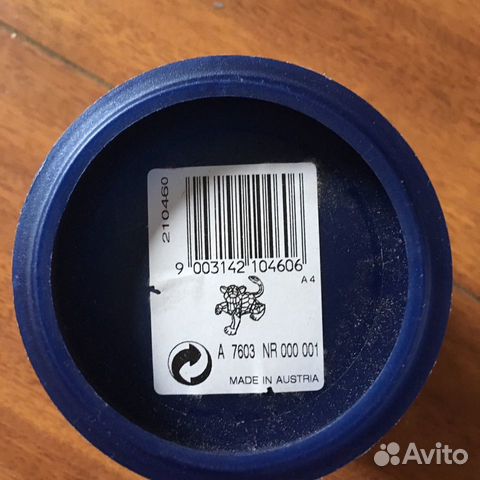 210460
9 003142 104606
A4
A 7603 NR 000 001
MADE IN AUSTRIA
Avito